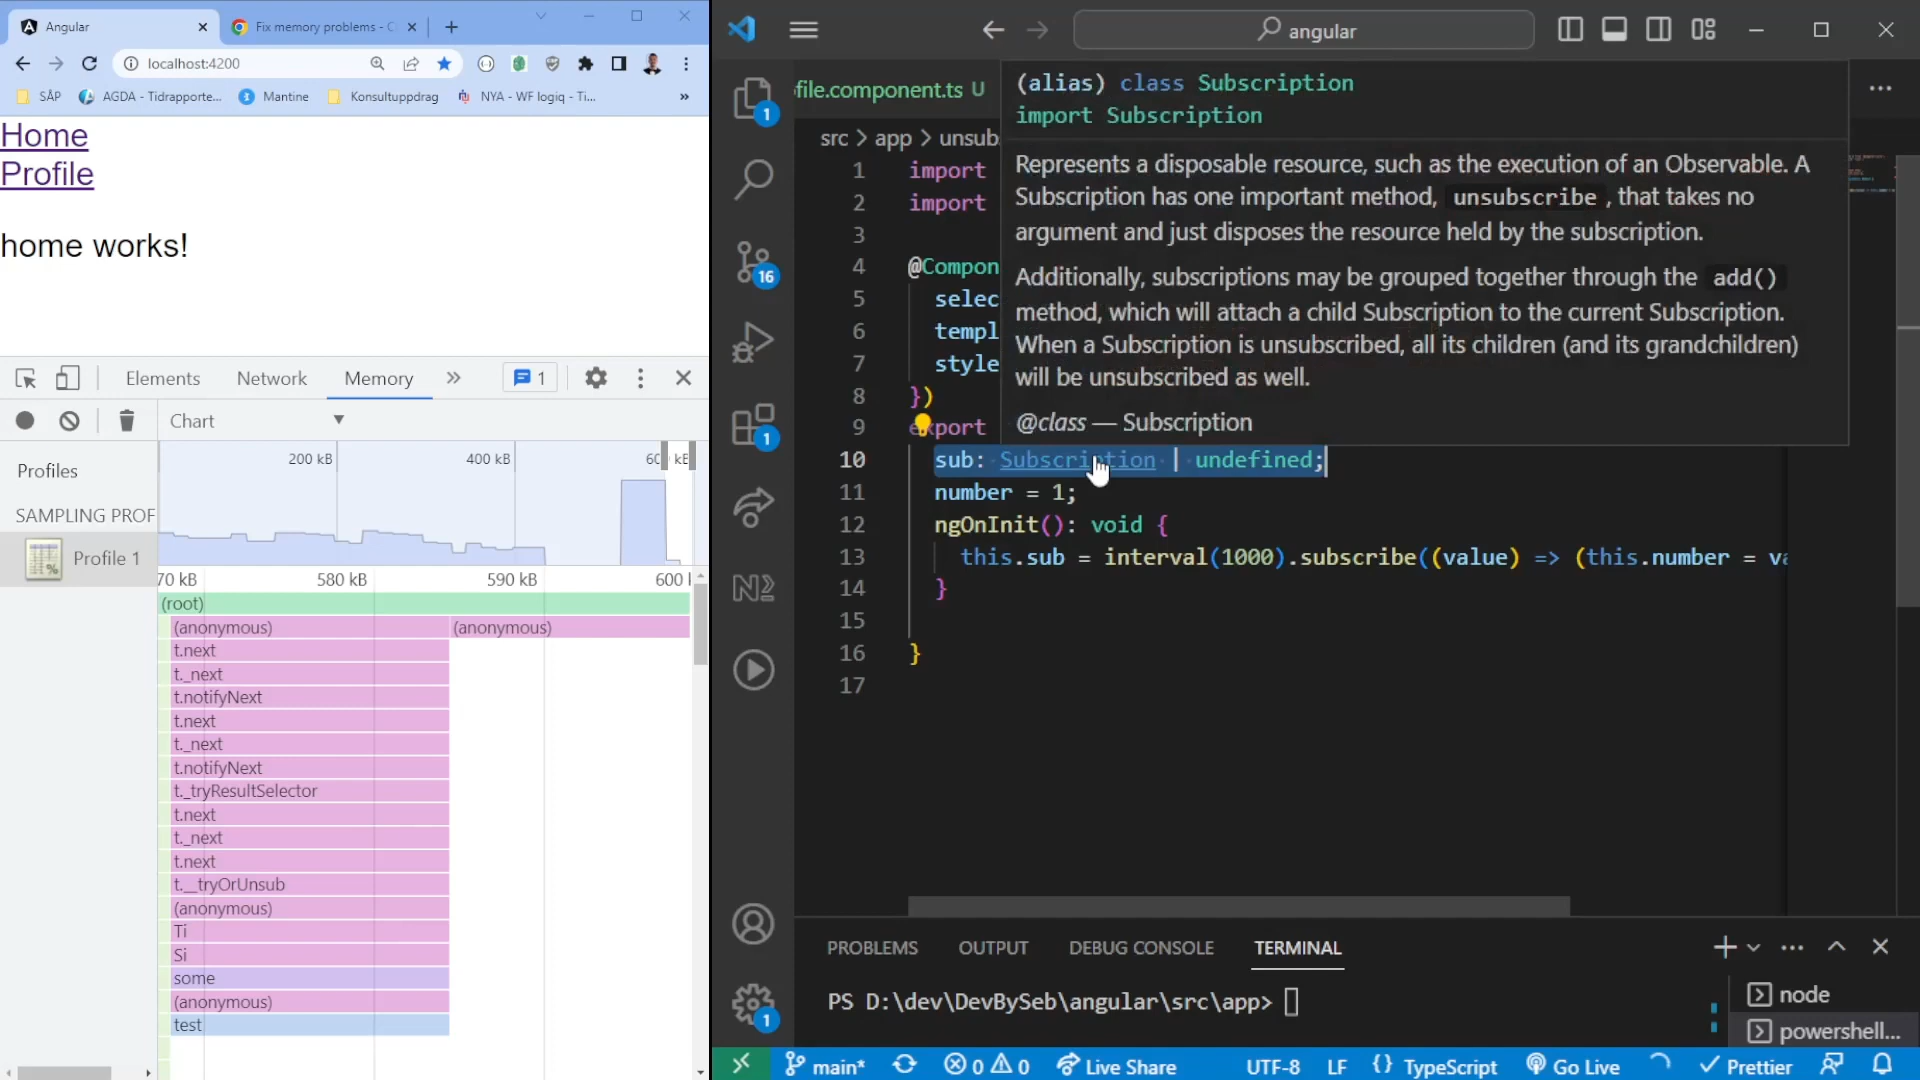 Angular
Fix memory problems - C
localhost:4200
SÅP
AGDA - Tidrapporte...
Mantine
Konsultuppdrag
NYA - WF logiq - Ti...
»
Home
Profile
home works!
Elements
Network
Memory
1
Chart
Profiles
SAMPLING PROF
Profile 1
200 kB
400 kB
70 kB
580 kB
590 kB
600
(root)
(anonymous)
(anonymous)
t.next
t._next
t.notifyNext
t.next
t._next
t.notifyNext
t._tryResultSelector
t.next
t._next
t.next
t.__tryOrUnsub
(anonymous)
Ti
Si
some
(anonymous)
test
angular
file.component.ts U
src > app > unsub
(alias) class Subscription
import Subscription
Represents a disposable resource, such as the execution of an Observable. A
Subscription has one important method, unsubscribe , that takes no
argument and just disposes the resource held by the subscription.
Additionally, subscriptions may be grouped together through the add()
method, which will attach a child Subscription to the current Subscription.
When a Subscription is unsubscribed, all its children (and its grandchildren)
will be unsubscribed as well.
@class — Subscription
1 import
2 import
3
4 @Compon
5 selec
6 templ
7 style
8 })
9 export
10 sub: Subscription | undefined;
11 number = 1;
12 ngOnInit(): void {
13 this.sub = interval(1000).subscribe((value) => (this.number = va
14 }
15
16 }
17
1
16
1
1
PROBLEMS
OUTPUT
DEBUG CONSOLE
TERMINAL
PS D:\dev\DevBySeb\angular\src\app>
node
powershell...
main*
0
0
Live Share
UTF-8
LF
{} TypeScript
Go Live
Prettier